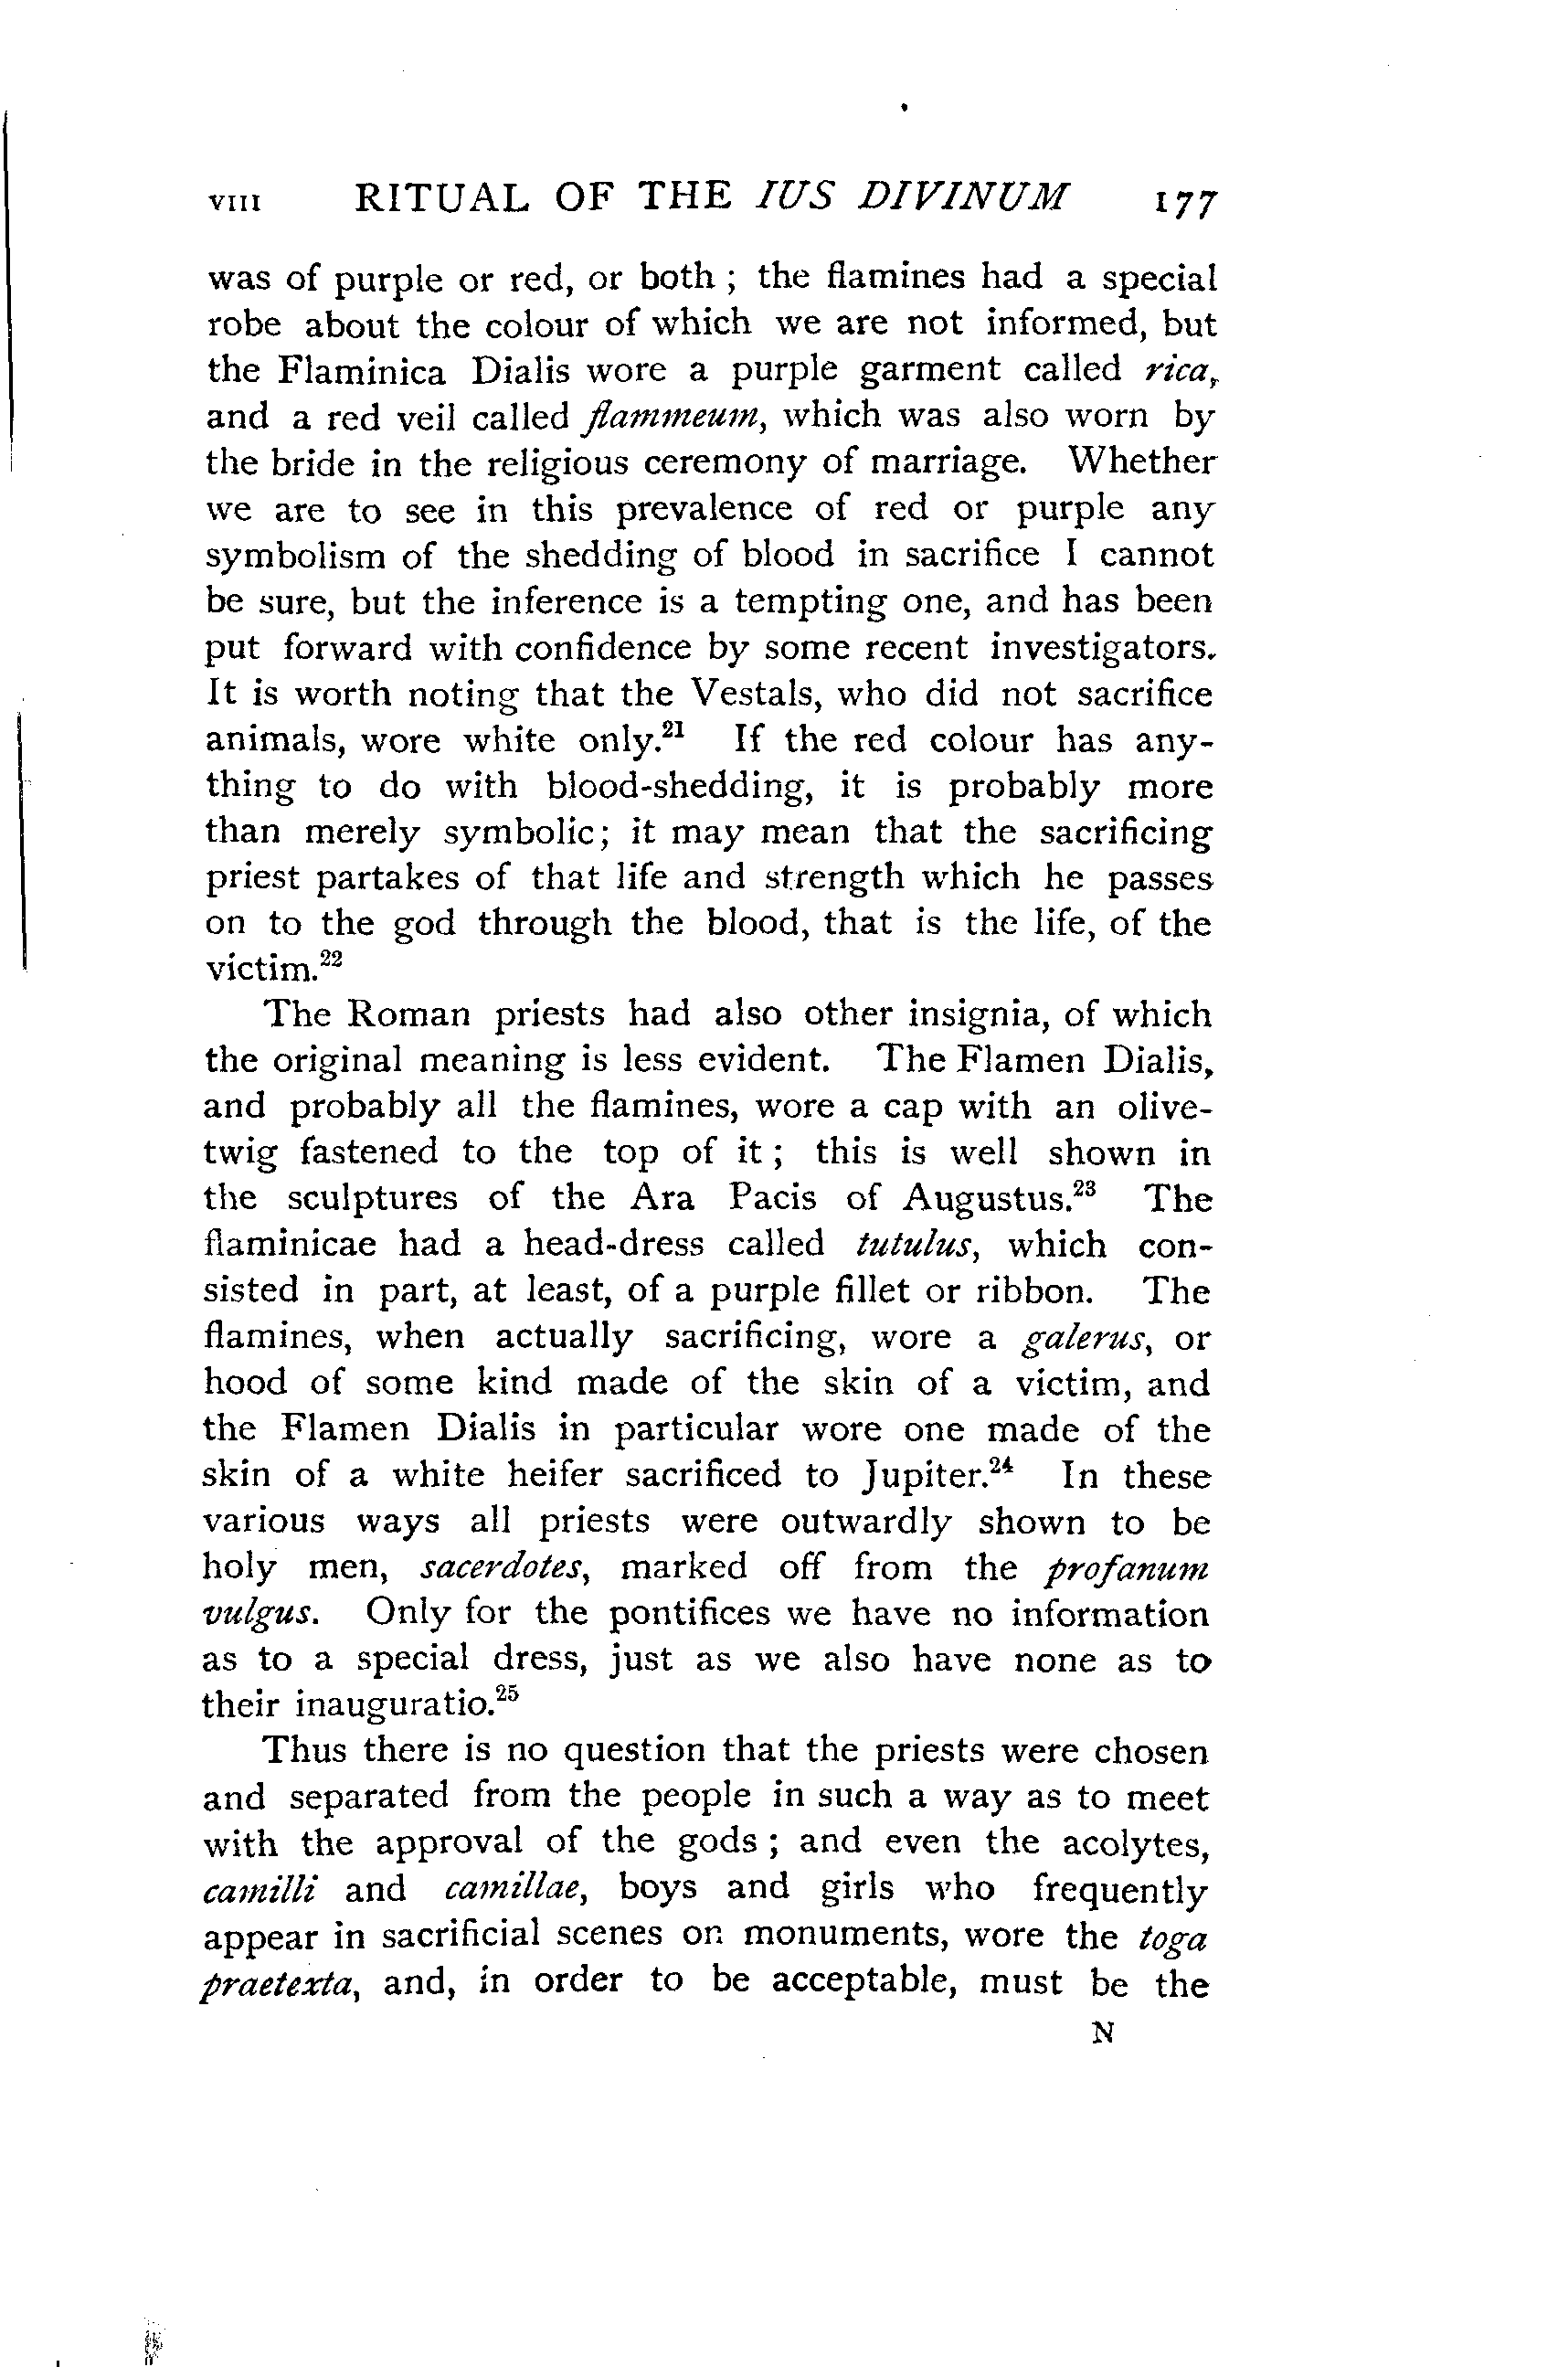 VIII RITUAL OF THE IUS DIVINUM 177
was of purple or red, or both ; the flamines had a special
robe about the colour of which we are not informed, but
the Flaminica Dialis wore a purple garment called rica,
and a red veil called flammeum, which was also worn by
the bride in the religious ceremony of marriage. Whether
we are to see in this prevalence of red or purple any
symbolism of the shedding of blood in sacrifice I cannot
be sure, but the inference is a tempting one, and has been
put forward with confidence by some recent investigators.
It is worth noting that the Vestals, who did not sacrifice
animals, wore white only.²¹ If the red colour has any-
thing to do with blood-shedding, it is probably more
than merely symbolic; it may mean that the sacrificing
priest partakes of that life and strength which he passes
on to the god through the blood, that is the life, of the
victim.²²
The Roman priests had also other insignia, of which
the original meaning is less evident. The Flamen Dialis,
and probably all the flamines, wore a cap with an olive-
twig fastened to the top of it ; this is well shown in
the sculptures of the Ara Pacis of Augustus.²³ The
flaminicae had a head-dress called tutulus, which con-
sisted in part, at least, of a purple fillet or ribbon. The
flamines, when actually sacrificing, wore a galerus, or
hood of some kind made of the skin of a victim, and
the Flamen Dialis in particular wore one made of the
skin of a white heifer sacrificed to Jupiter.²⁴ In these
various ways all priests were outwardly shown to be
holy men, sacerdotes, marked off from the profanum
vulgus. Only for the pontifices we have no information
as to a special dress, just as we also have none as to
their inauguratio.²⁵
Thus there is no question that the priests were chosen
and separated from the people in such a way as to meet
with the approval of the gods ; and even the acolytes,
camilli and camillae, boys and girls who frequently
appear in sacrificial scenes on monuments, wore the toga
praetexta, and, in order to be acceptable, must be the
N